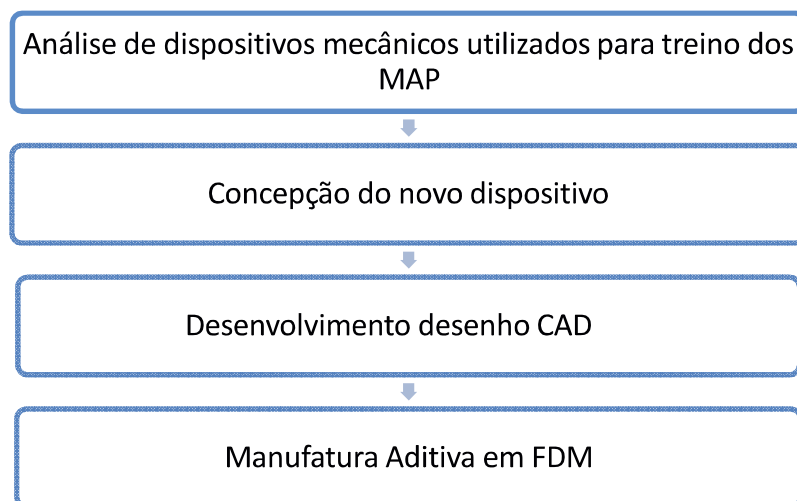 Análise de dispositivos mecânicos utilizados para treino dos
MAP
Concepção do novo dispositivo
Desenvolvimento desenho CAD
Manufatura Aditiva em FDM